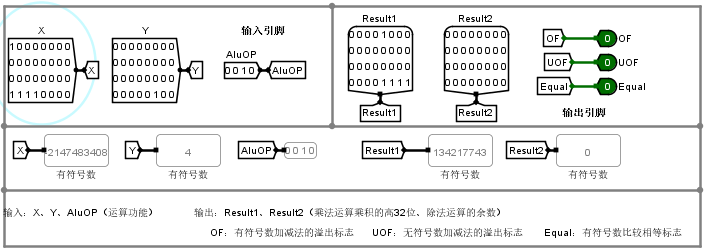 X Y 输入引脚 Result1 Result2
10000000 00000000 00001000 00000000
00000000 00000000 00000000 00000000
00000000 00000000 00000000 00000000
11110000 00000100 00001111 00000000
X Y
AluOP
0010 AluOP
Result1 Result2
OF 0 OF
UOF 0 UOF
Equal 0 Equal
输出引脚
X 2147483408 Y 4 AluOP 0010 Result1 134217743 Result2 0
有符号数 有符号数 有符号数 有符号数
输入：X、Y、AluOP（运算功能） 输出：Result1、Result2（乘法运算乘积的高32位、除法运算的余数）
OF：有符号数加减法的溢出标志 UOF：无符号数加减法的溢出标志 Equal：有符号数比较相等标志